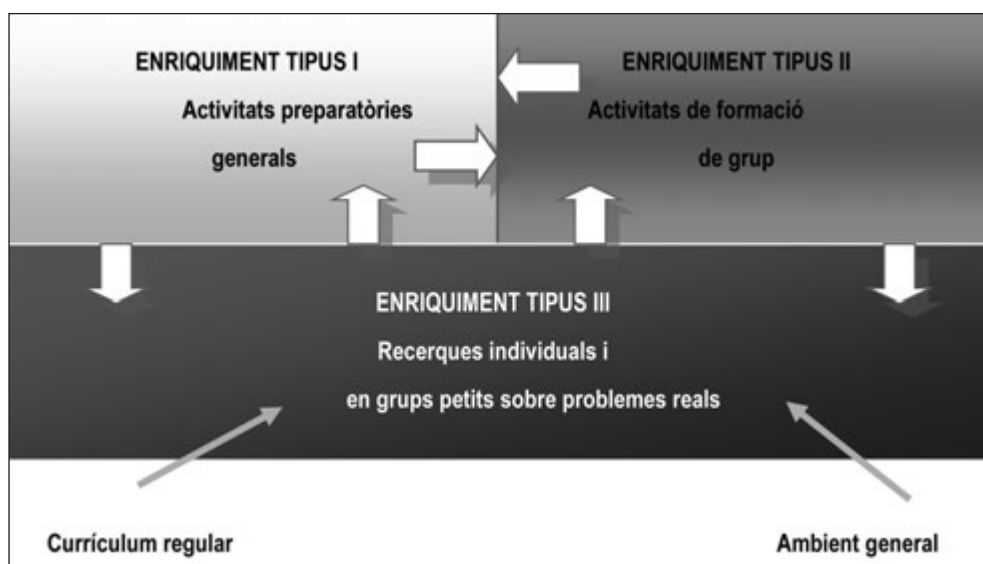 ENRIQUIMENT TIPUS I
Activitats preparatòries
generals
ENRIQUIMENT TIPUS II
Activitats de formació
de grup
ENRIQUIMENT TIPUS III
Recerques individuals i
en grups petits sobre problemes reals
Currículum regular
Ambient general